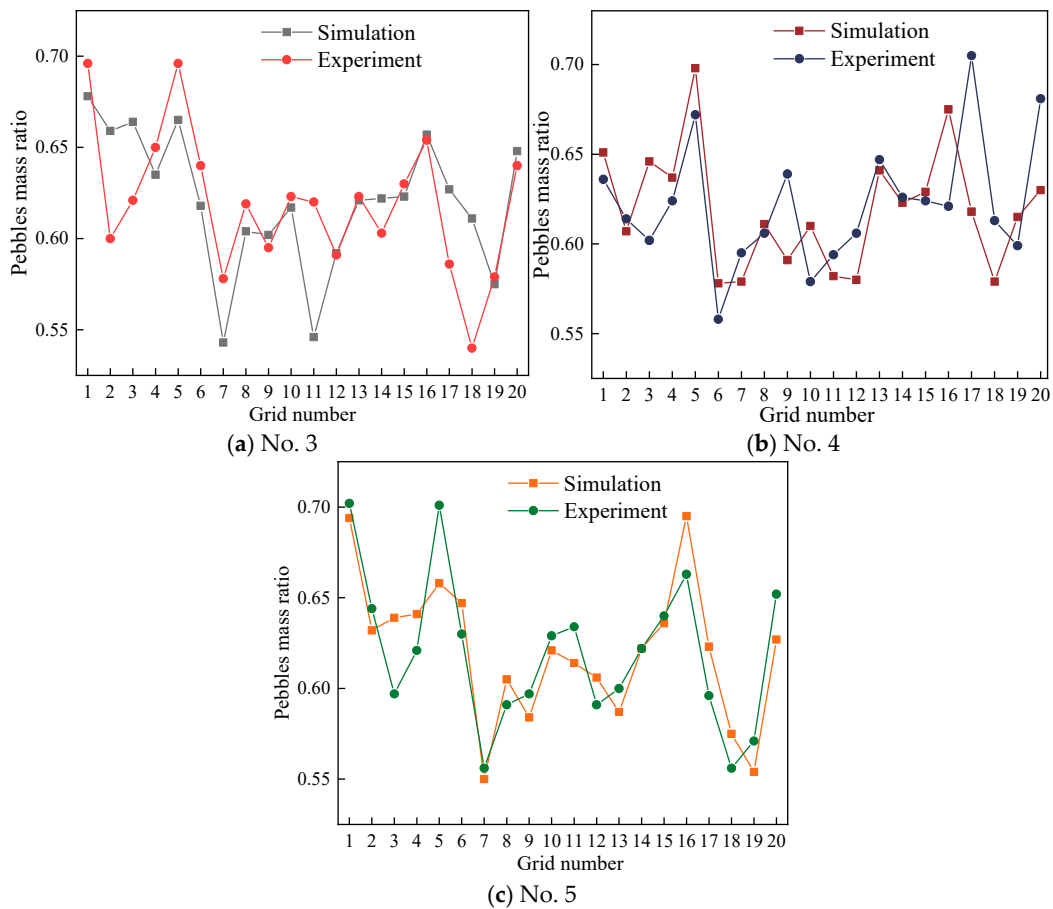 Simulation
Experiment
0.70
0.65
0.60
0.55
Pebbles mass ratio
1 2 3 4 5 6 7 8 9 10 11 12 13 14 15 16 17 18 19 20
Grid number
(a) No. 3
Simulation
Experiment
0.70
0.65
0.60
0.55
Pebbles mass ratio
1 2 3 4 5 6 7 8 9 10 11 12 13 14 15 16 17 18 19 20
Grid number
(b) No. 4
Simulation
Experiment
0.70
0.65
0.60
0.55
Pebbles mass ratio
1 2 3 4 5 6 7 8 9 10 11 12 13 14 15 16 17 18 19 20
Grid number
(c) No. 5